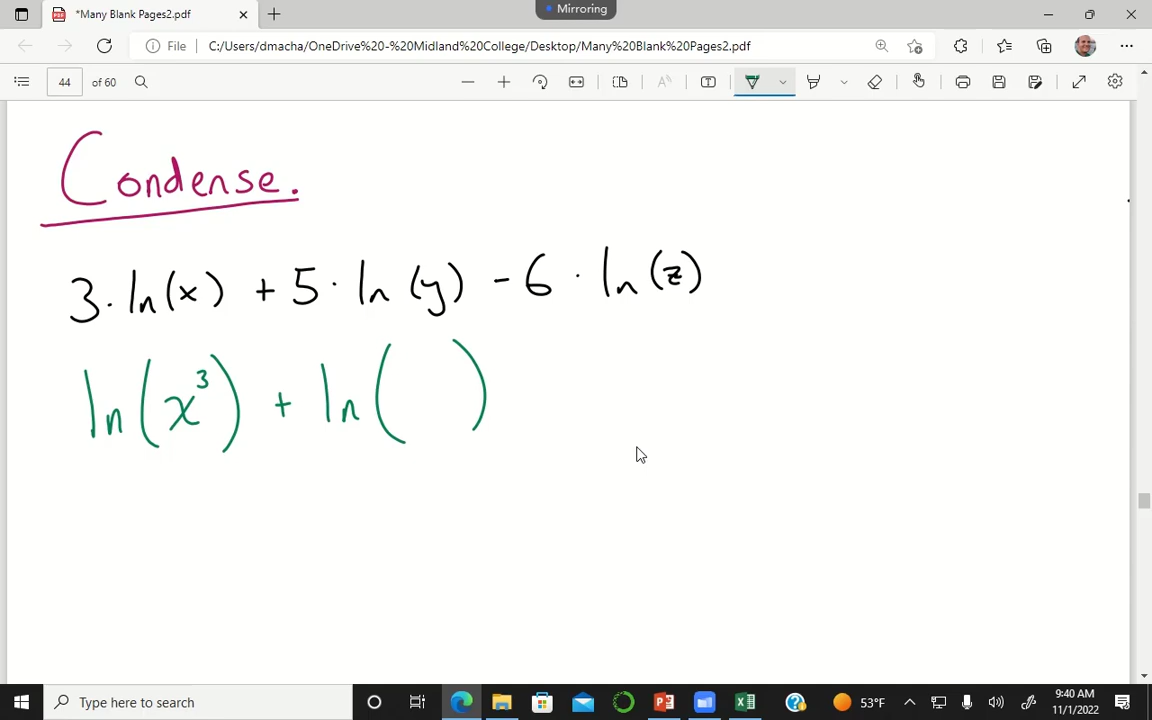 *Many Blank Pages2.pdf
Mirroring
File C:/Users/dmacha/OneDrive%20-%20Midland%20College/Desktop/Many%20Blank%20Pages2.pdf
44 of 60
Condense.
3·ln(x) + 5·ln(y) - 6·ln(z)
ln(x³) + ln( )
Type here to search
53°F
9:40 AM
11/1/2022